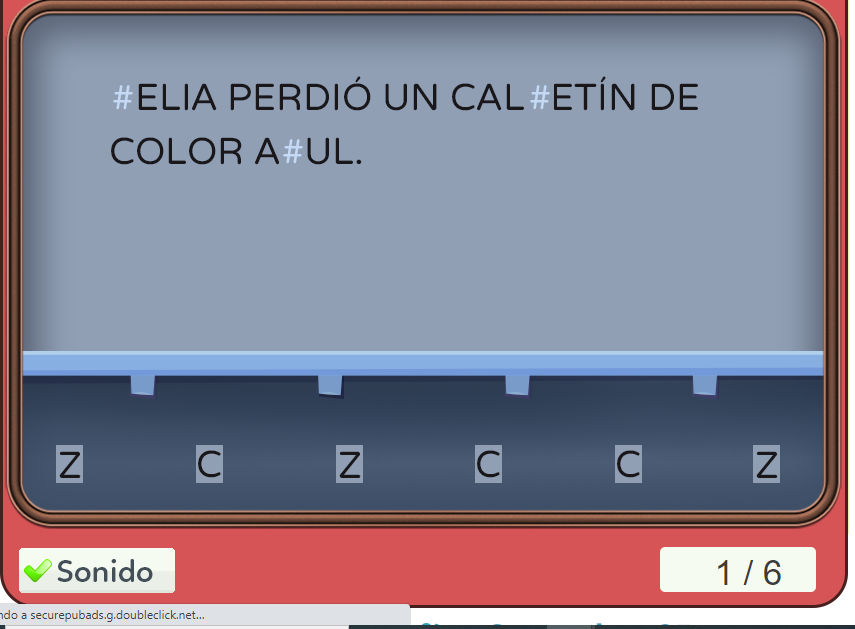 #ELIA PERDIÓ UN CAL#ETÍN DE
COLOR A#UL.
Z C Z C C Z
Sonido
1 / 6
ndo a securepubads.g.doubleclick.net...